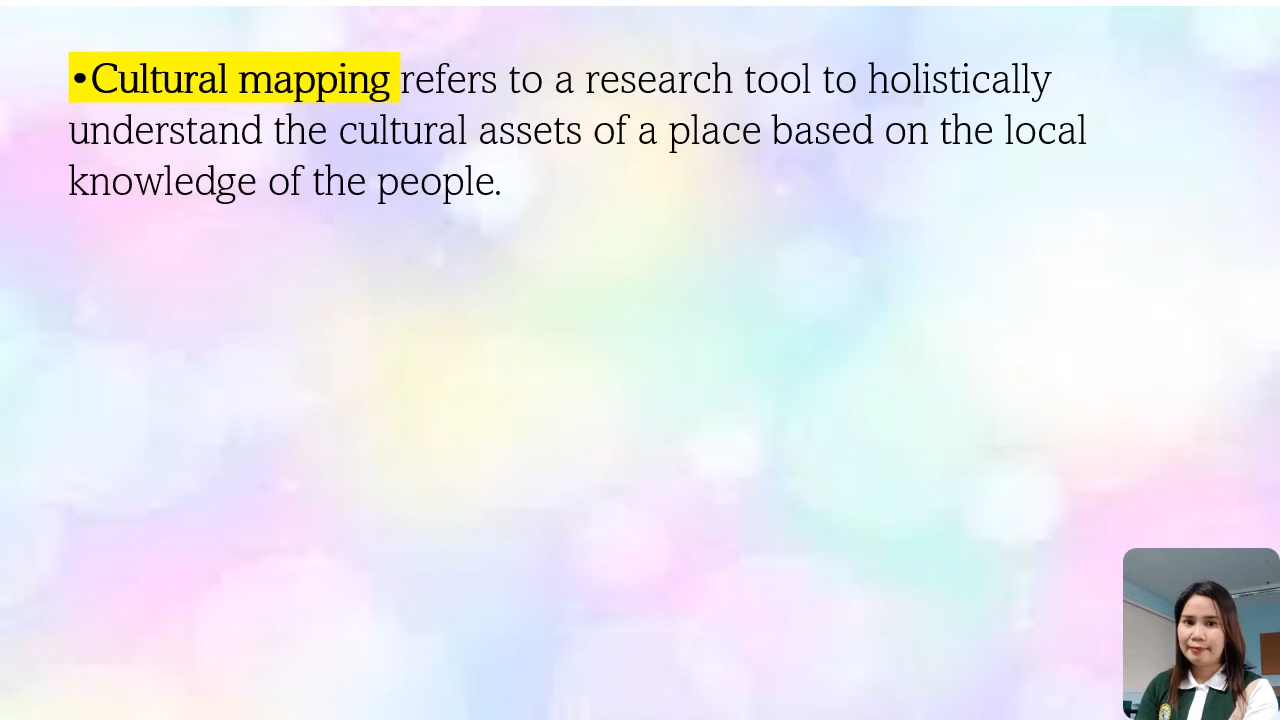 •Cultural mapping refers to a research tool to holistically
understand the cultural assets of a place based on the local
knowledge of the people.